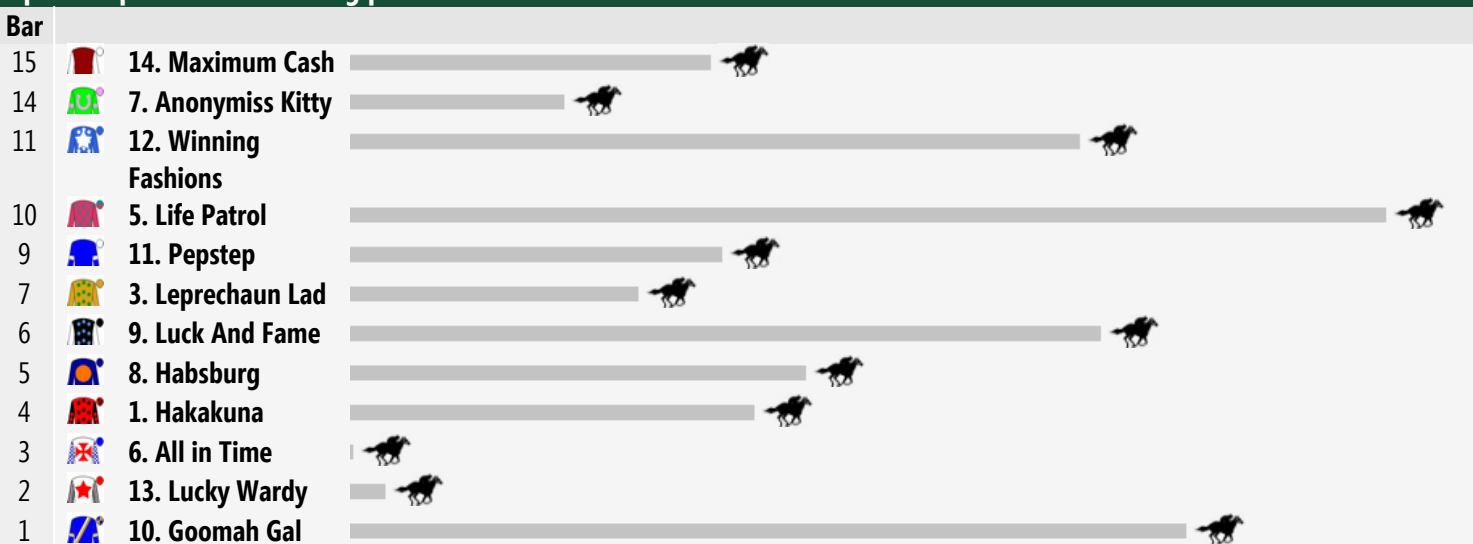 Bar
15 14. Maximum Cash
14 7. Anonymiss Kitty
11 12. Winning
Fashions
10 5. Life Patrol
9 11. Pepstep
7 3. Leprechaun Lad
6 9. Luck And Fame
5 8. Habsburg
4 1. Hakakuna
3 6. All in Time
2 13. Lucky Wardy
1 10. Goomah Gal